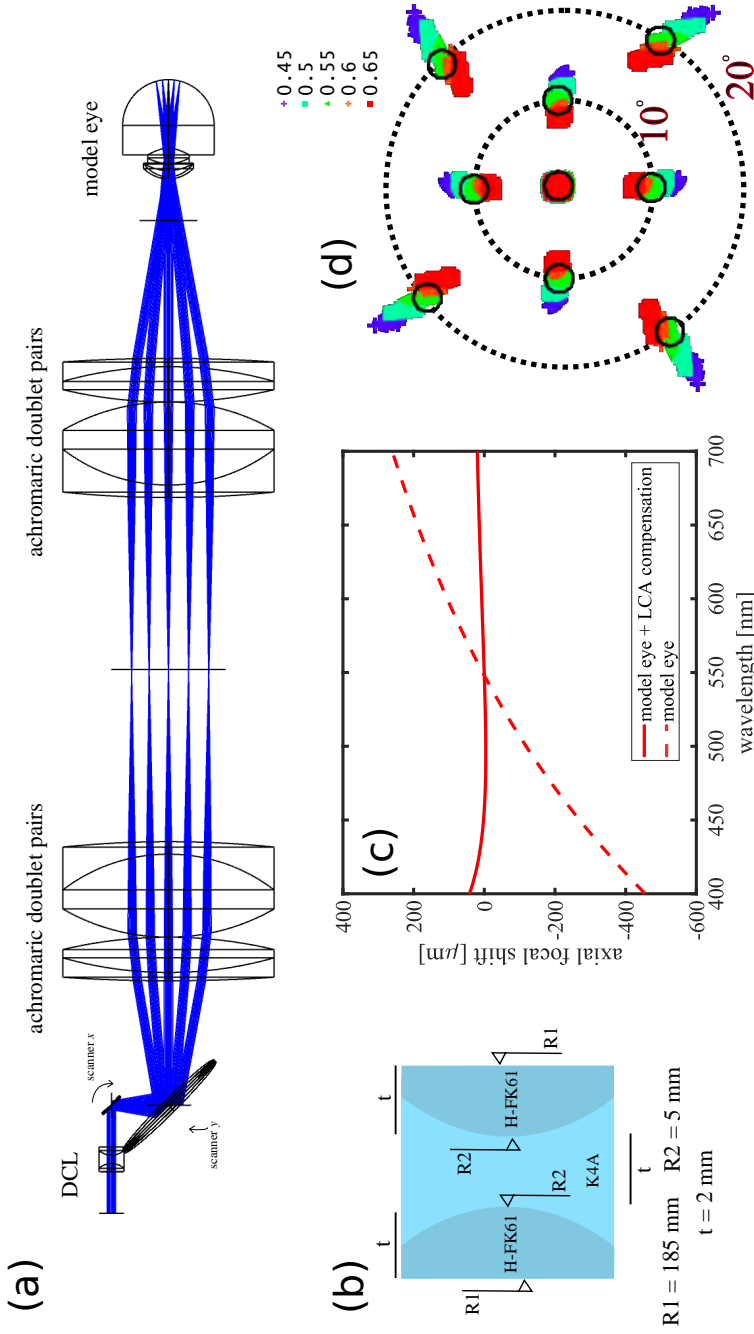 (a)
DCL
scanner x
scanner y
achromaric doublet pairs
achromaric doublet pairs
model eye
(b)
t
t
R1
R2
R2
R1
H-FK61
H-FK61
K4A
t
R1 = 185 mm R2 = 5 mm
t = 2 mm
(c)
400
200
0
-200
-400
-600
axial focal shift [μm]
400
450
500
550
600
650
700
wavelength [nm]
model eye + LCA compensation
model eye
(d)
0.45
0.5
0.55
0.6
0.65
10°
20°